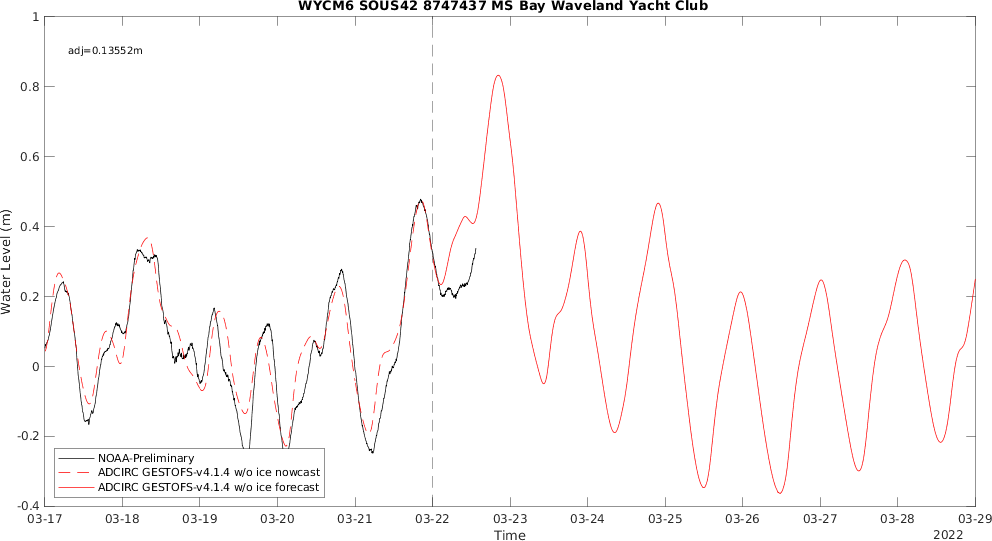 WYCM6 SOUS42 8747437 MS Bay Waveland Yacht Club
adj=0.13552m
1
0.8
0.6
0.4
0.2
0
-0.2
-0.4
Water Level (m)
NOAA-Preliminary
ADCIRC GESTOFS-v4.1.4 w/o ice nowcast
ADCIRC GESTOFS-v4.1.4 w/o ice forecast
03-17 03-18 03-19 03-20 03-21 03-22 03-23 03-24 03-25 03-26 03-27 03-28 03-29
Time
2022